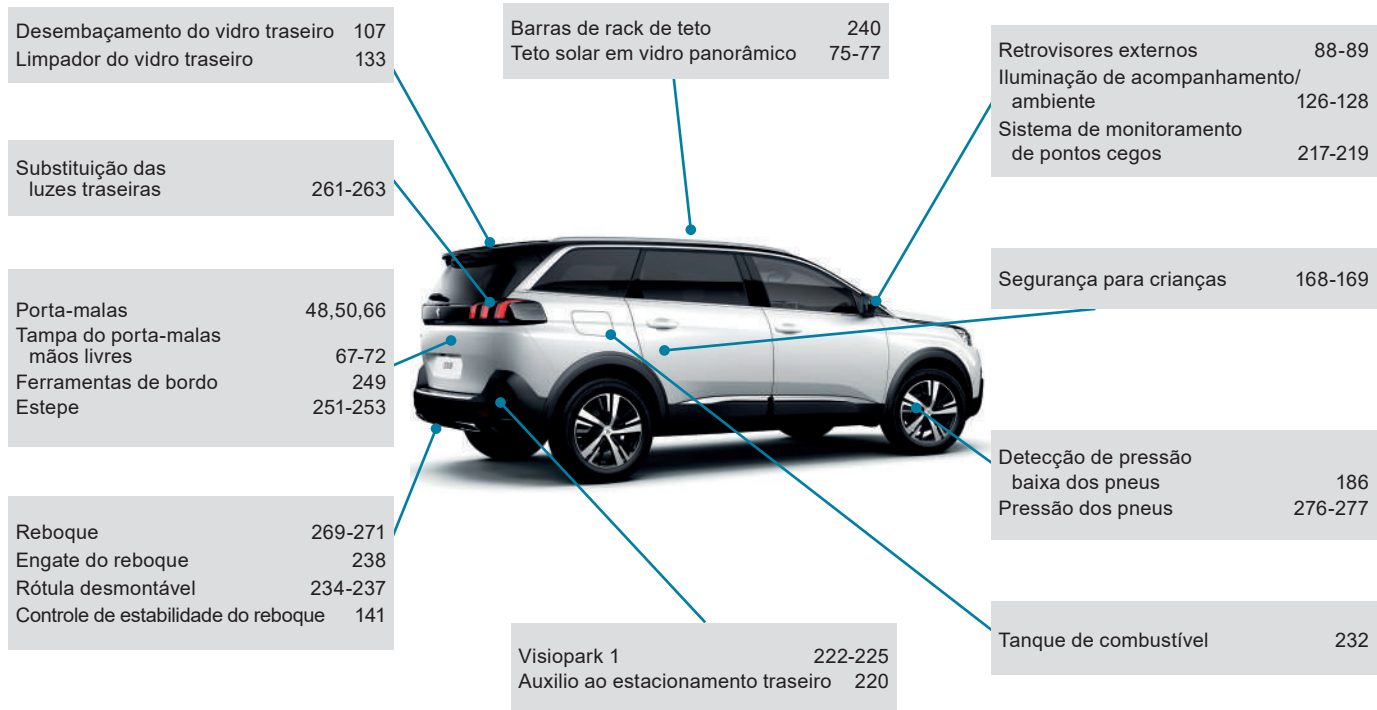 Desembaçamento do vidro traseiro 107
Limpador do vidro traseiro 133
Barras de rack de teto 240
Teto solar em vidro panorâmico 75-77
Retrovisores externos 88-89
Iluminação de acompanhamento/
ambiente 126-128
Sistema de monitoramento
de pontos cegos 217-219
Substituição das
luzes traseiras 261-263
Segurança para crianças 168-169
Porta-malas 48,50,66
Tampa do porta-malas
mãos livres 67-72
Ferramentas de bordo 249
Estepe 251-253
Detecção de pressão
baixa dos pneus 186
Pressão dos pneus 276-277
Reboque 269-271
Engate do reboque 238
Rótula desmontável 234-237
Controle de estabilidade do reboque 141
Visiopark 1 222-225
Auxilio ao estacionamento traseiro 220
Tanque de combustível 232